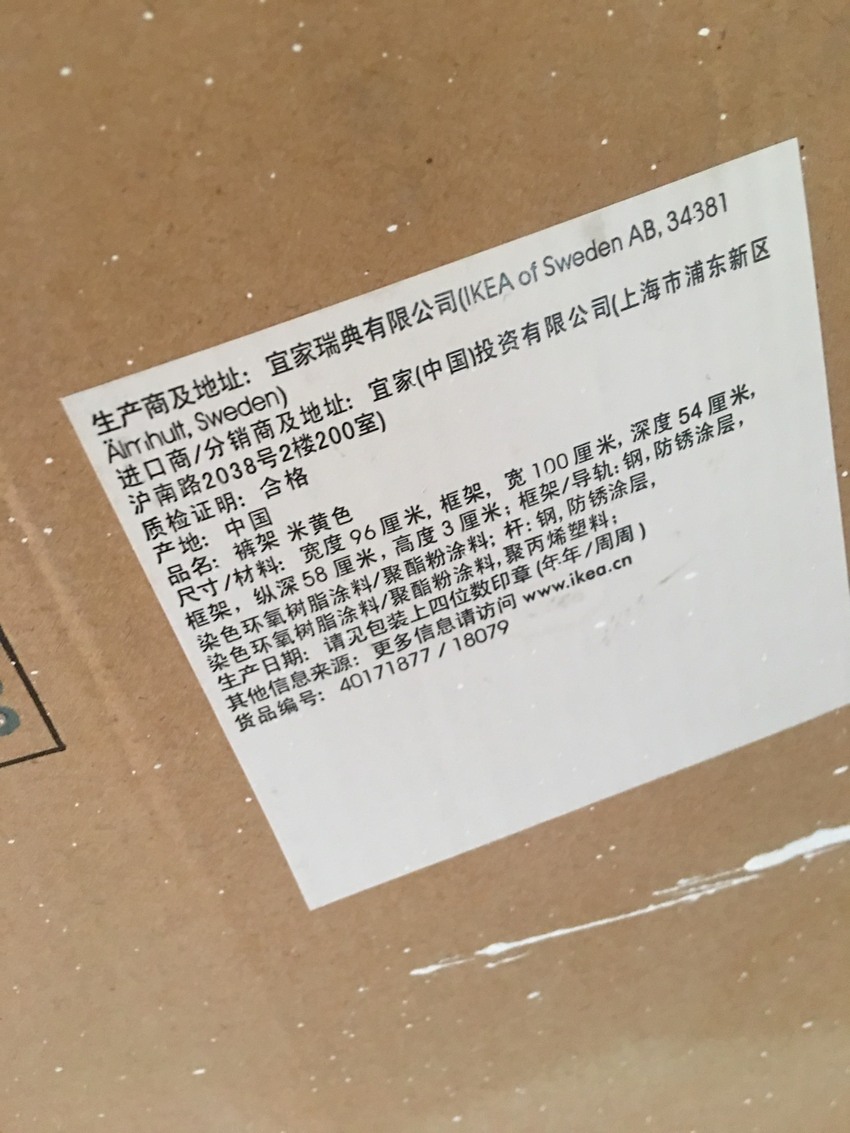 生产商及地址: 宜家瑞典有限公司(IKEA of Sweden AB, 34381
Älmhult, Sweden)
进口商/分销商及地址: 宜家(中国)投资有限公司(上海市浦东新区
沪南路2038号2楼200室)
质检证明: 合格
产地: 中国
品名: 裤架 米黄色
尺寸/材料: 宽度 96 厘米, 框架, 宽 100 厘米, 深度 54 厘米,
框架, 纵深 58 厘米, 高度 3 厘米; 框架/导轨: 钢, 防锈涂层,
染色环氧树脂涂料/聚酯粉涂料; 杆: 钢, 防锈涂层,
染色环氧树脂涂料/聚酯粉涂料, 聚丙烯塑料;
生产日期: 请见包装上四位数印章 (年年/周周)
其他信息来源: 更多信息请访问 www.ikea.cn
货品编号: 40171877 / 18079